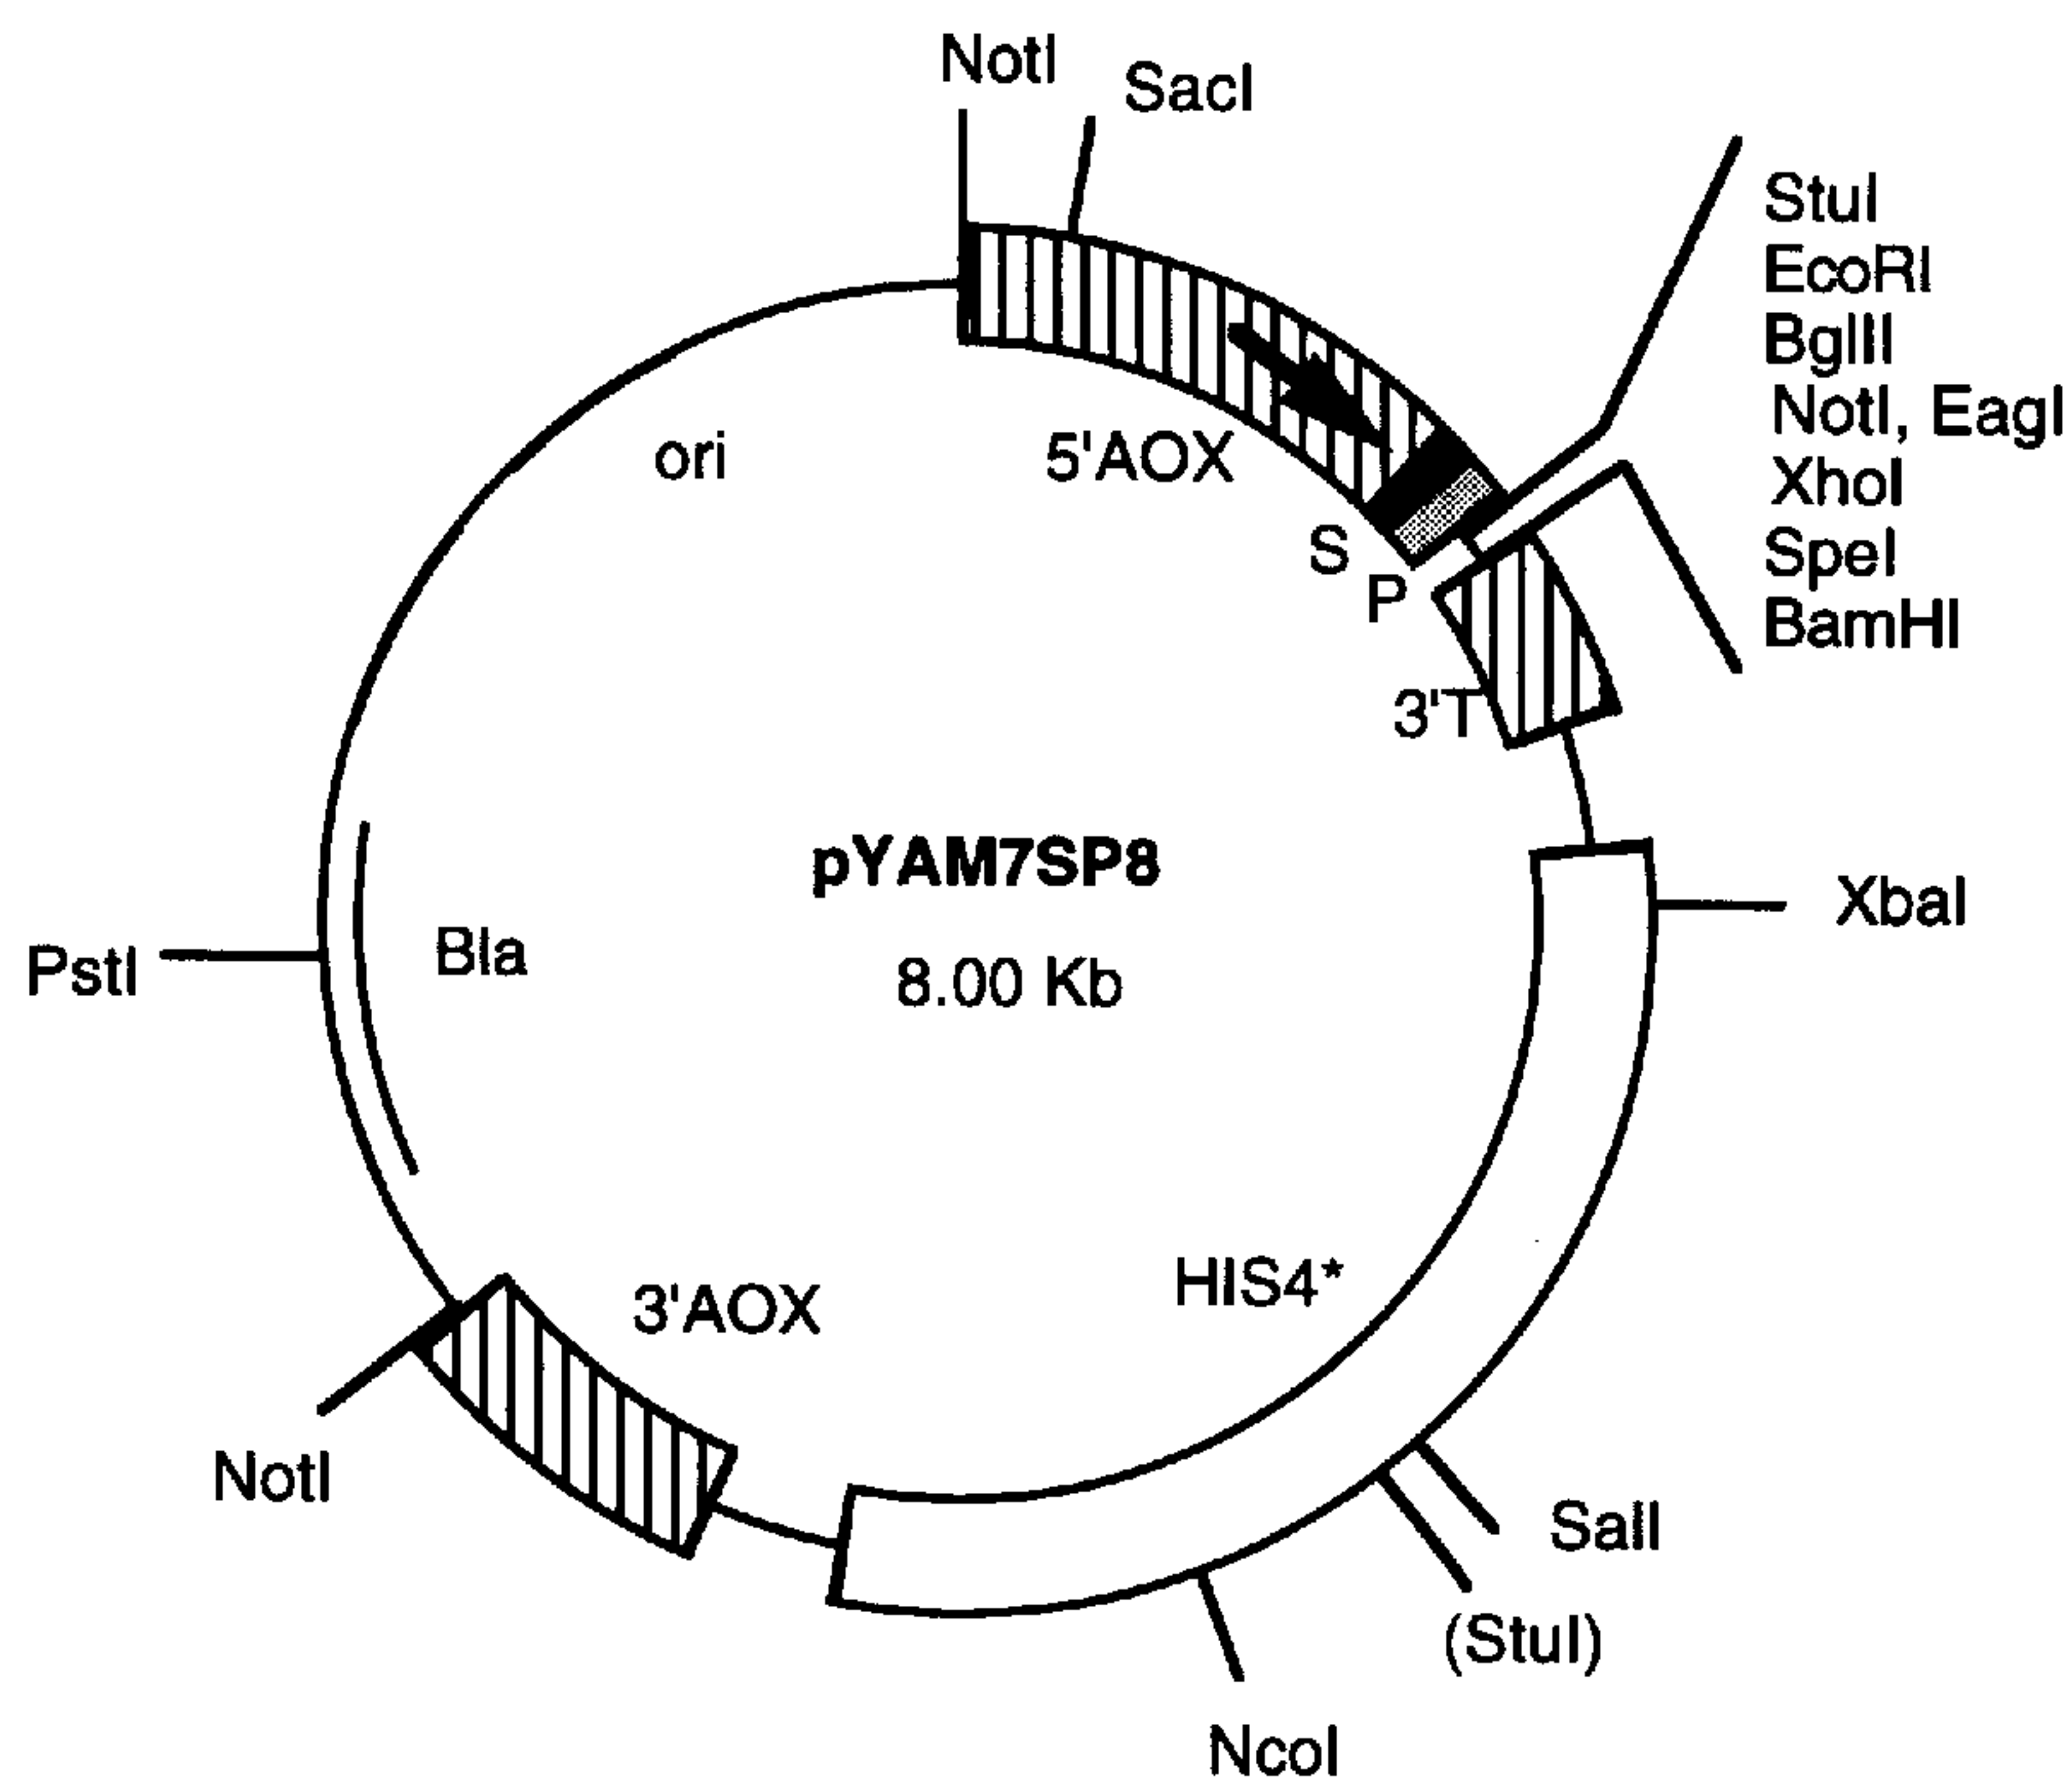 NotI
SacI
StuI
EcoRI
BglII
NotI, EagI
XhoI
SpeI
BamHI
ori
5'AOX
S
P
3'T
pYAM7SP8
8.00 Kb
XbaI
PstI
Bla
HIS4*
3'AOX
NotI
SalI
(StuI)
NcoI